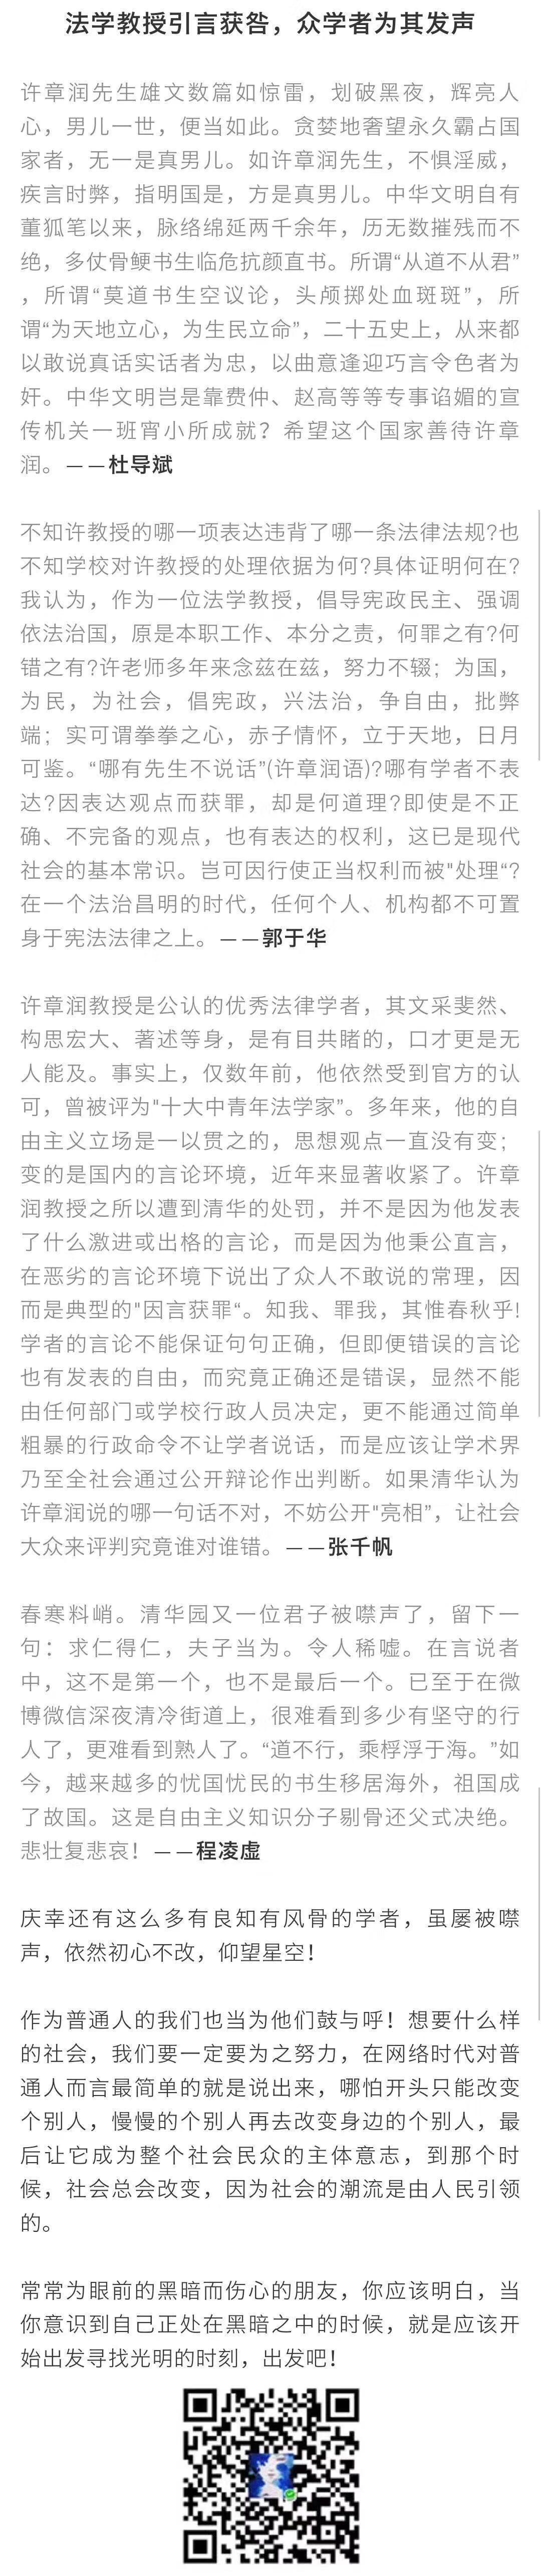 法学教授引言获咎，众学者为其发声
许章润先生雄文数篇如惊雷，划破黑夜，辉亮人
心，男儿一世，便当如此。贪婪地奢望永久霸占国
家者，无一是真男儿。如许章润先生，不惧淫威，
疾言时弊，指明国是，方是真男儿。中华文明自有
董狐笔以来，脉络绵延两千余年，历无数摧残而不
绝，多仗骨鲠书生临危抗颜直书。所谓“从道不从君”
，所谓“莫道书生空议论，头颅掷处血斑斑”，所
谓“为天地立心，为生民立命”，二十五史上，从来都
以敢说真话实话者为忠，以曲意逢迎巧言令色者为
奸。中华文明岂是靠费仲、赵高等等专事谄媚的宣
传机关一班宵小所成就？希望这个国家善待许章
润。——杜导斌
不知许教授的哪一项表达违背了哪一条法律法规?也
不知学校对许教授的处理依据为何?具体证明何在?
我认为，作为一位法学教授，倡导宪政民主、强调
依法治国，原是本职工作、本分之责，何罪之有?何
错之有?许老师多年来念兹在兹，努力不辍；为国，
为民，为社会，倡宪政，兴法治，争自由，批弊
端；实可谓拳拳之心，赤子情怀，立于天地，日月
可鉴。“哪有先生不说话”(许章润语)?哪有学者不表
达?因表达观点而获罪，却是何道理?即使是不正
确、不完备的观点，也有表达的权利，这已是现代
社会的基本常识。岂可因行使正当权利而被"处理“?
在一个法治昌明的时代，任何个人、机构都不可置
身于宪法法律之上。——郭于华
许章润教授是公认的优秀法律学者，其文采斐然、
构思宏大、著述等身，是有目共睹的，口才更是无
人能及。事实上，仅数年前，他依然受到官方的认
可，曾被评为"十大中青年法学家”。多年来，他的自
由主义立场是一以贯之的，思想观点一直没有变；
变的是国内的言论环境，近年来显著收紧了。许章
润教授之所以遭到清华的处罚，并不是因为他发表
了什么激进或出格的言论，而是因为他秉公直言，
在恶劣的言论环境下说出了众人不敢说的常理，因
而是典型的"因言获罪“。知我、罪我，其惟春秋乎!
学者的言论不能保证句句正确，但即便错误的言论
也有发表的自由，而究竟正确还是错误，显然不能
由任何部门或学校行政人员决定，更不能通过简单
粗暴的行政命令不让学者说话，而是应该让学术界
乃至全社会通过公开辩论作出判断。如果清华认为
许章润说的哪一句话不对，不妨公开"亮相”，让社会
大众来评判究竟谁对谁错。——张千帆
春寒料峭。清华园又一位君子被噤声了，留下一
句：求仁得仁，夫子当为。令人稀嘘。在言说者
中，这不是第一个，也不是最后一个。已至于在微
博微信深夜清冷街道上，很难看到多少有坚守的行
人了，更难看到熟人了。“道不行，乘桴浮于海。”如
今，越来越多的忧国忧民的书生移居海外，祖国成
了故国。这是自由主义知识分子剔骨还父式决绝。
悲壮复悲哀！——程凌虚
庆幸还有这么多有良知有风骨的学者，虽屡被噤
声，依然初心不改，仰望星空！
作为普通人的我们也当为他们鼓与呼！想要什么样
的社会，我们要一定要为之努力，在网络时代对普
通人而言最简单的就是说出来，哪怕开头只能改变
个别人，慢慢的个别人再去改变身边的个别人，最
后让它成为整个社会民众的主体意志，到那个时
候，社会总会改变，因为社会的潮流是由人民引领
的。
常常为眼前的黑暗而伤心的朋友，你应该明白，当
你意识到自己正处在黑暗之中的时候，就是应该开
始出发寻找光明的时刻，出发吧！